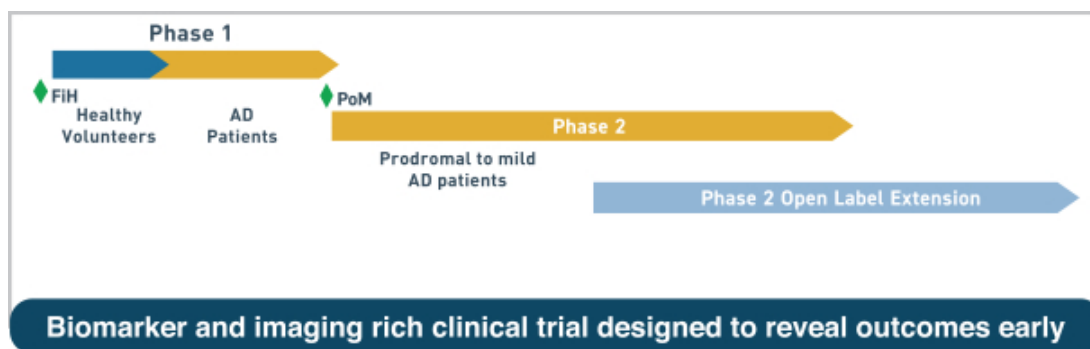 Phase 1
FiH
Healthy
Volunteers
AD
Patients
PoM
Phase 2
Prodromal to mild
AD patients
Phase 2 Open Label Extension
Biomarker and imaging rich clinical trial designed to reveal outcomes early